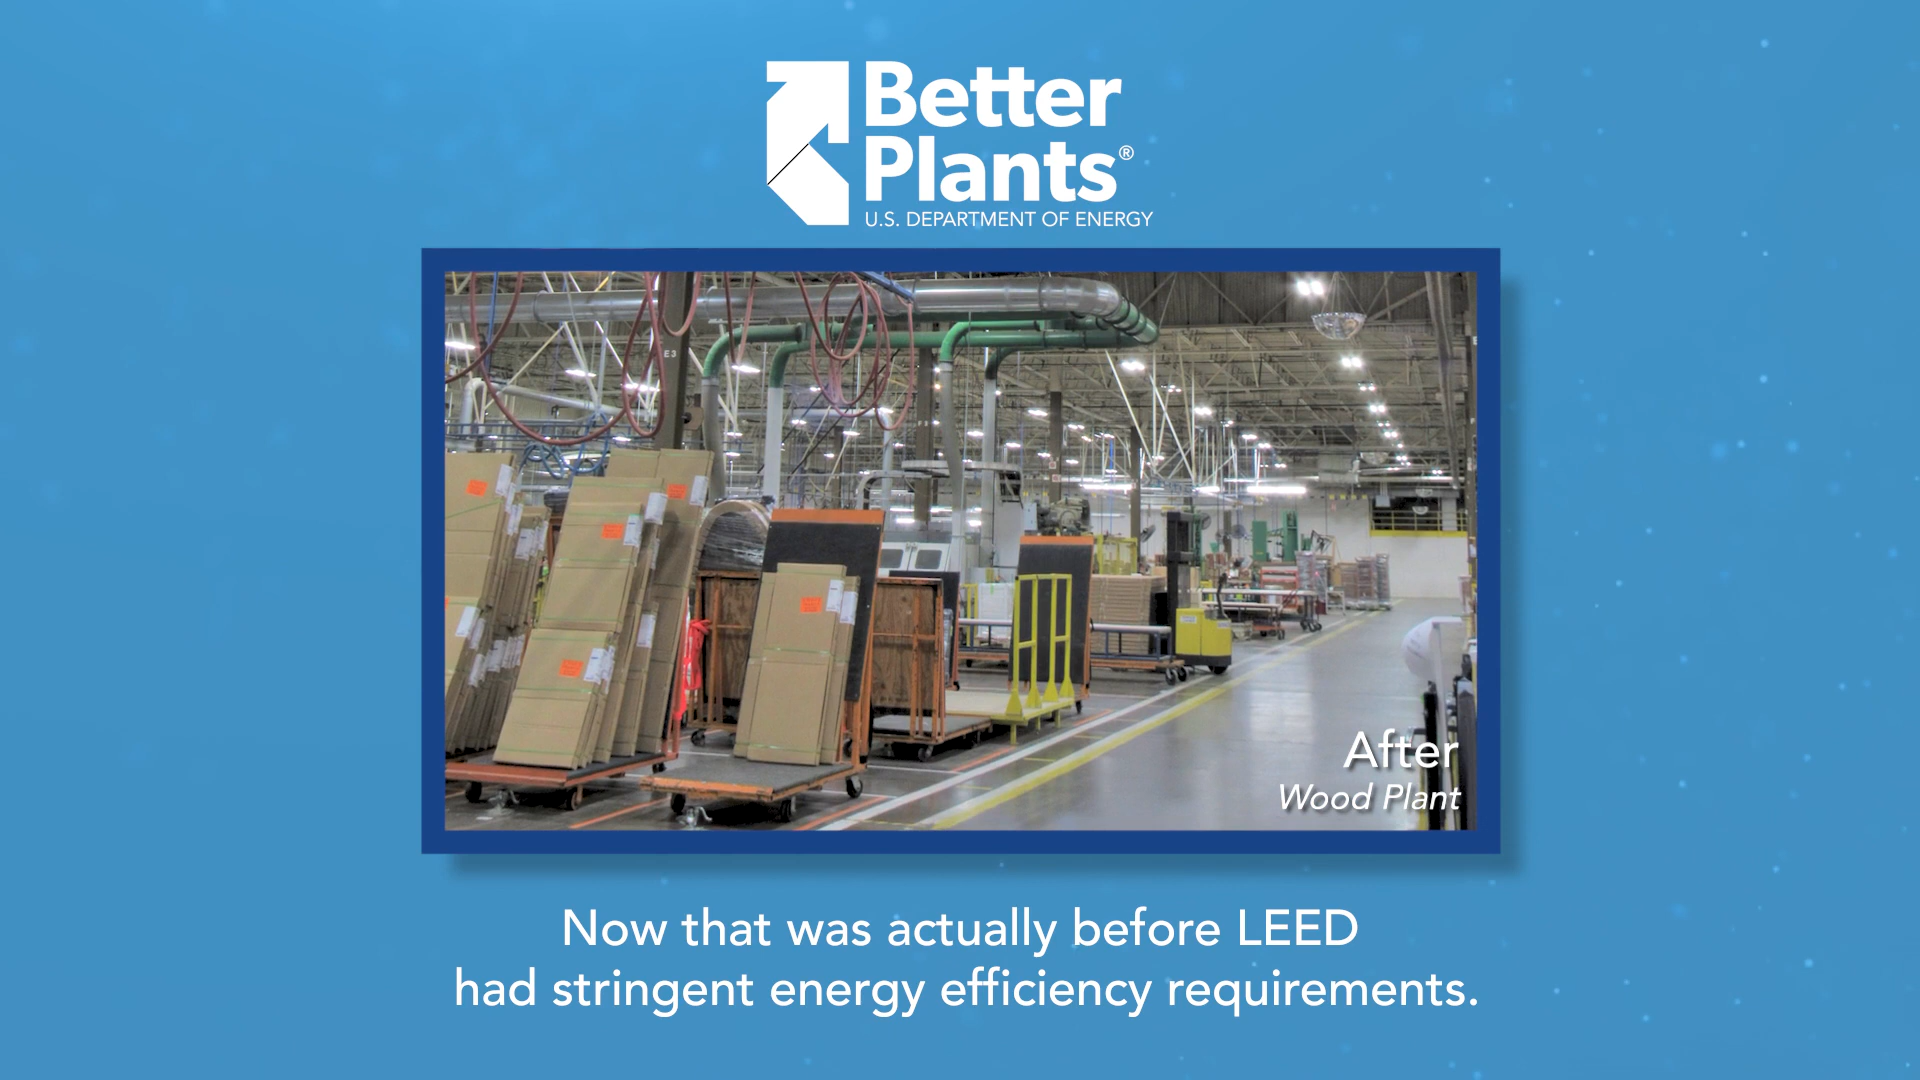 Better
Plants®
U.S. DEPARTMENT OF ENERGY
E3
After
Wood Plant
Now that was actually before LEED
had stringent energy efficiency requirements.